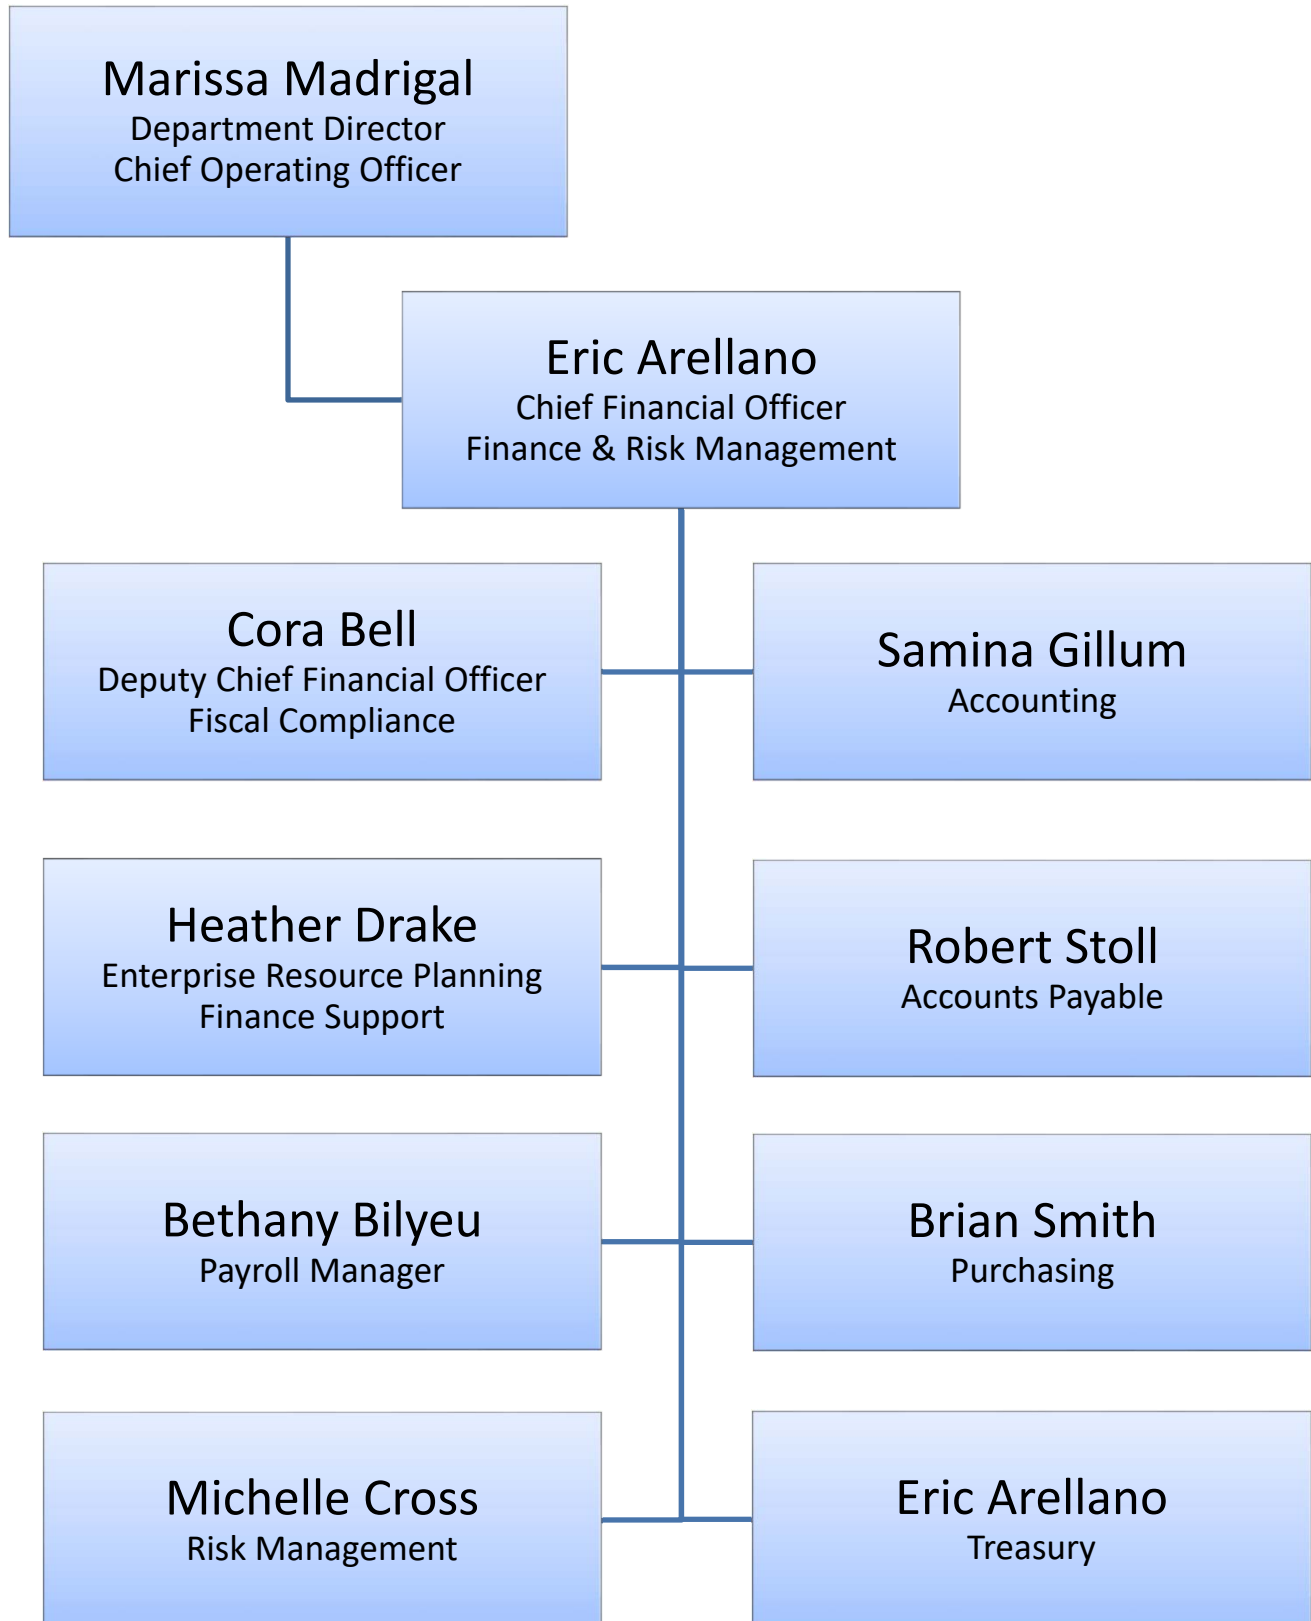 Marissa Madrigal
Department Director
Chief Operating Officer
Eric Arellano
Chief Financial Officer
Finance & Risk Management
Cora Bell
Deputy Chief Financial Officer
Fiscal Compliance
Samina Gillum
Accounting
Heather Drake
Enterprise Resource Planning
Finance Support
Robert Stoll
Accounts Payable
Bethany Bilyeu
Payroll Manager
Brian Smith
Purchasing
Michelle Cross
Risk Management
Eric Arellano
Treasury